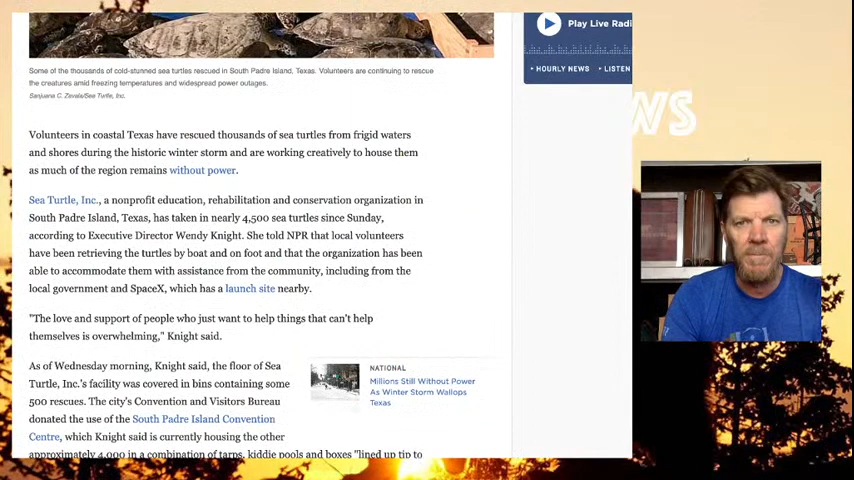 Play Live Radi
HOURLY NEWS
LISTEN
WS
Some of the thousands of cold-stunned sea turtles rescued in South Padre Island, Texas. Volunteers are continuing to rescue
the creatures amid freezing temperatures and widespread power outages.
Sanjuana C. Zavala/Sea Turtle, Inc.
Volunteers in coastal Texas have rescued thousands of sea turtles from frigid waters
and shores during the historic winter storm and are working creatively to house them
as much of the region remains without power.
Sea Turtle, Inc., a nonprofit education, rehabilitation and conservation organization in
South Padre Island, Texas, has taken in nearly 4,500 sea turtles since Sunday,
according to Executive Director Wendy Knight. She told NPR that local volunteers
have been retrieving the turtles by boat and on foot and that the organization has been
able to accommodate them with assistance from the community, including from the
local government and SpaceX, which has a launch site nearby.
"The love and support of people who just want to help things that can't help
themselves is overwhelming," Knight said.
As of Wednesday morning, Knight said, the floor of Sea
Turtle, Inc.'s facility was covered in bins containing some
500 rescues. The city's Convention and Visitors Bureau
donated the use of the South Padre Island Convention
Centre, which Knight said is currently housing the other
approximately 4,000 in a combination of tarps, kiddie pools and boxes "lined up tip to
NATIONAL
Millions Still Without Power
As Winter Storm Wallops
Texas